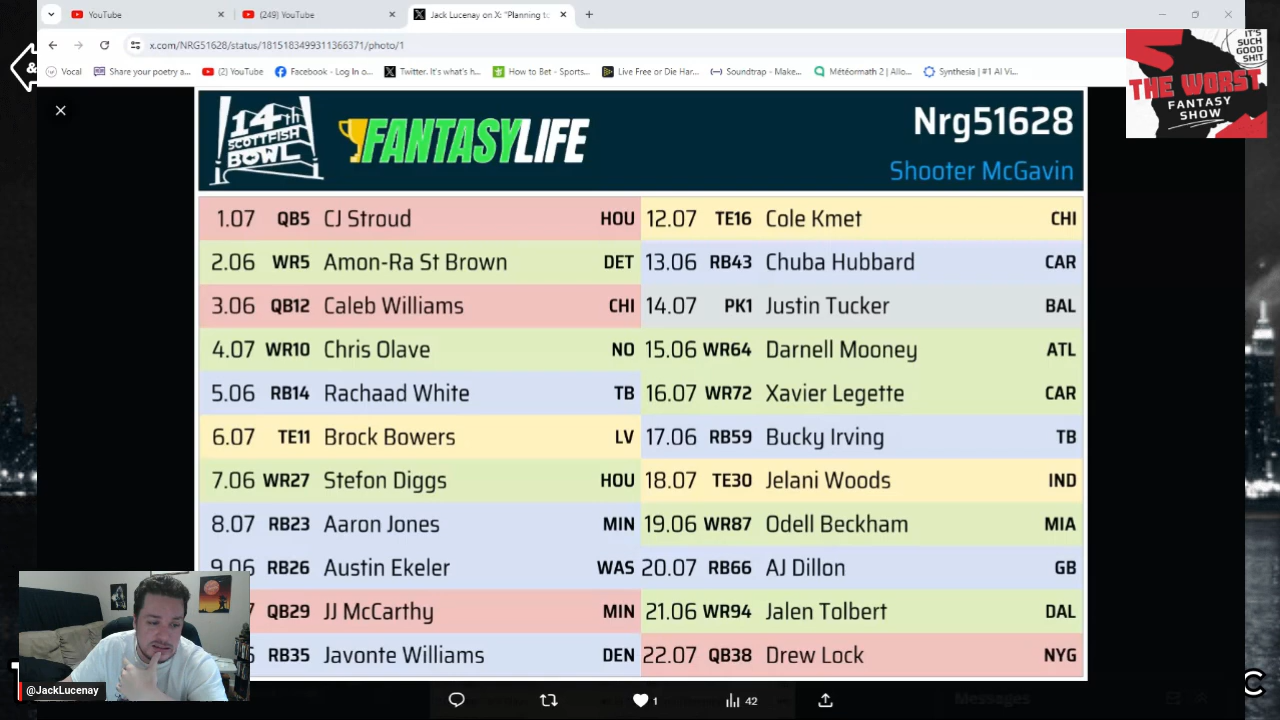 YouTube
(249) YouTube
Jack Lucenay on X: "Planning to
x.com/NRG51628/status/1815183499311366371/photo/1
Vocal
Share your poetry a...
(2) YouTube
Facebook - Log In o...
Twitter. It's what's h...
How to Bet - Sports...
Live Free or Die Har...
Soundtrap - Make...
Météormath 2 | Allo...
Synthesia | #1 AI Vi...
IT'S SUCH GOOD SH!T!
THE WORST
FANTASY
SHOW
14th
SCOTTFISH
BOWL
FANTASYLIFE
Nrg51628
Shooter McGavin
1.07 QB5 CJ Stroud HOU 12.07 TE16 Cole Kmet CHI
2.06 WR5 Amon-Ra St Brown DET 13.06 RB43 Chuba Hubbard CAR
3.06 QB12 Caleb Williams CHI 14.07 PK1 Justin Tucker BAL
4.07 WR10 Chris Olave NO 15.06 WR64 Darnell Mooney ATL
5.06 RB14 Rachaad White TB 16.07 WR72 Xavier Legette CAR
6.07 TE11 Brock Bowers LV 17.06 RB59 Bucky Irving TB
7.06 WR27 Stefon Diggs HOU 18.07 TE30 Jelani Woods IND
8.07 RB23 Aaron Jones MIN 19.06 WR87 Odell Beckham MIA
9.06 RB26 Austin Ekeler WAS 20.07 RB66 AJ Dillon GB
QB29 JJ McCarthy MIN 21.06 WR94 Jalen Tolbert DAL
RB35 Javonte Williams DEN 22.07 QB38 Drew Lock NYG
@JackLucenay
1
42
Messages